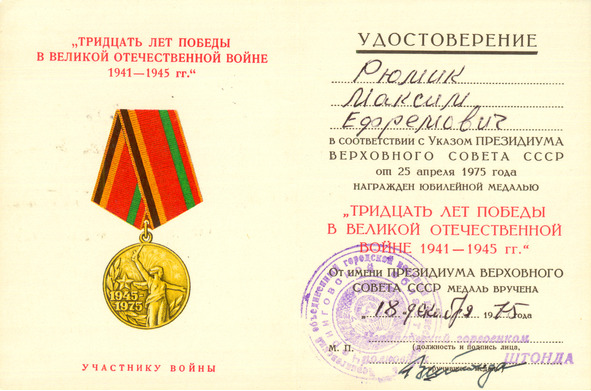 „ТРИДЦАТЬ ЛЕТ ПОБЕДЫ
В ВЕЛИКОЙ ОТЕЧЕСТВЕННОЙ ВОЙНЕ
1941—1945 гг.“
1945-
1975
УЧАСТНИКУ ВОЙНЫ
УДОСТОВЕРЕНИЕ
Рюмик
Максим
Ефремович
В СООТВЕТСТВИИ С УКАЗОМ ПРЕЗИДИУМА
ВЕРХОВНОГО СОВЕТА СССР
от 25 апреля 1975 года
НАГРАЖДЕН ЮБИЛЕЙНОЙ МЕДАЛЬЮ
„ТРИДЦАТЬ ЛЕТ ПОБЕДЫ
В ВЕЛИКОЙ ОТЕЧЕСТВЕННОЙ
ВОЙНЕ 1941—1945 гг.“
От имени ПРЕЗИДИУМА ВЕРХОВНОГО
СОВЕТА СССР МЕДАЛЬ ВРУЧЕНА
„18 декабря 1975 года
М. П.
(должность и подпись лица,
ШТОНДА